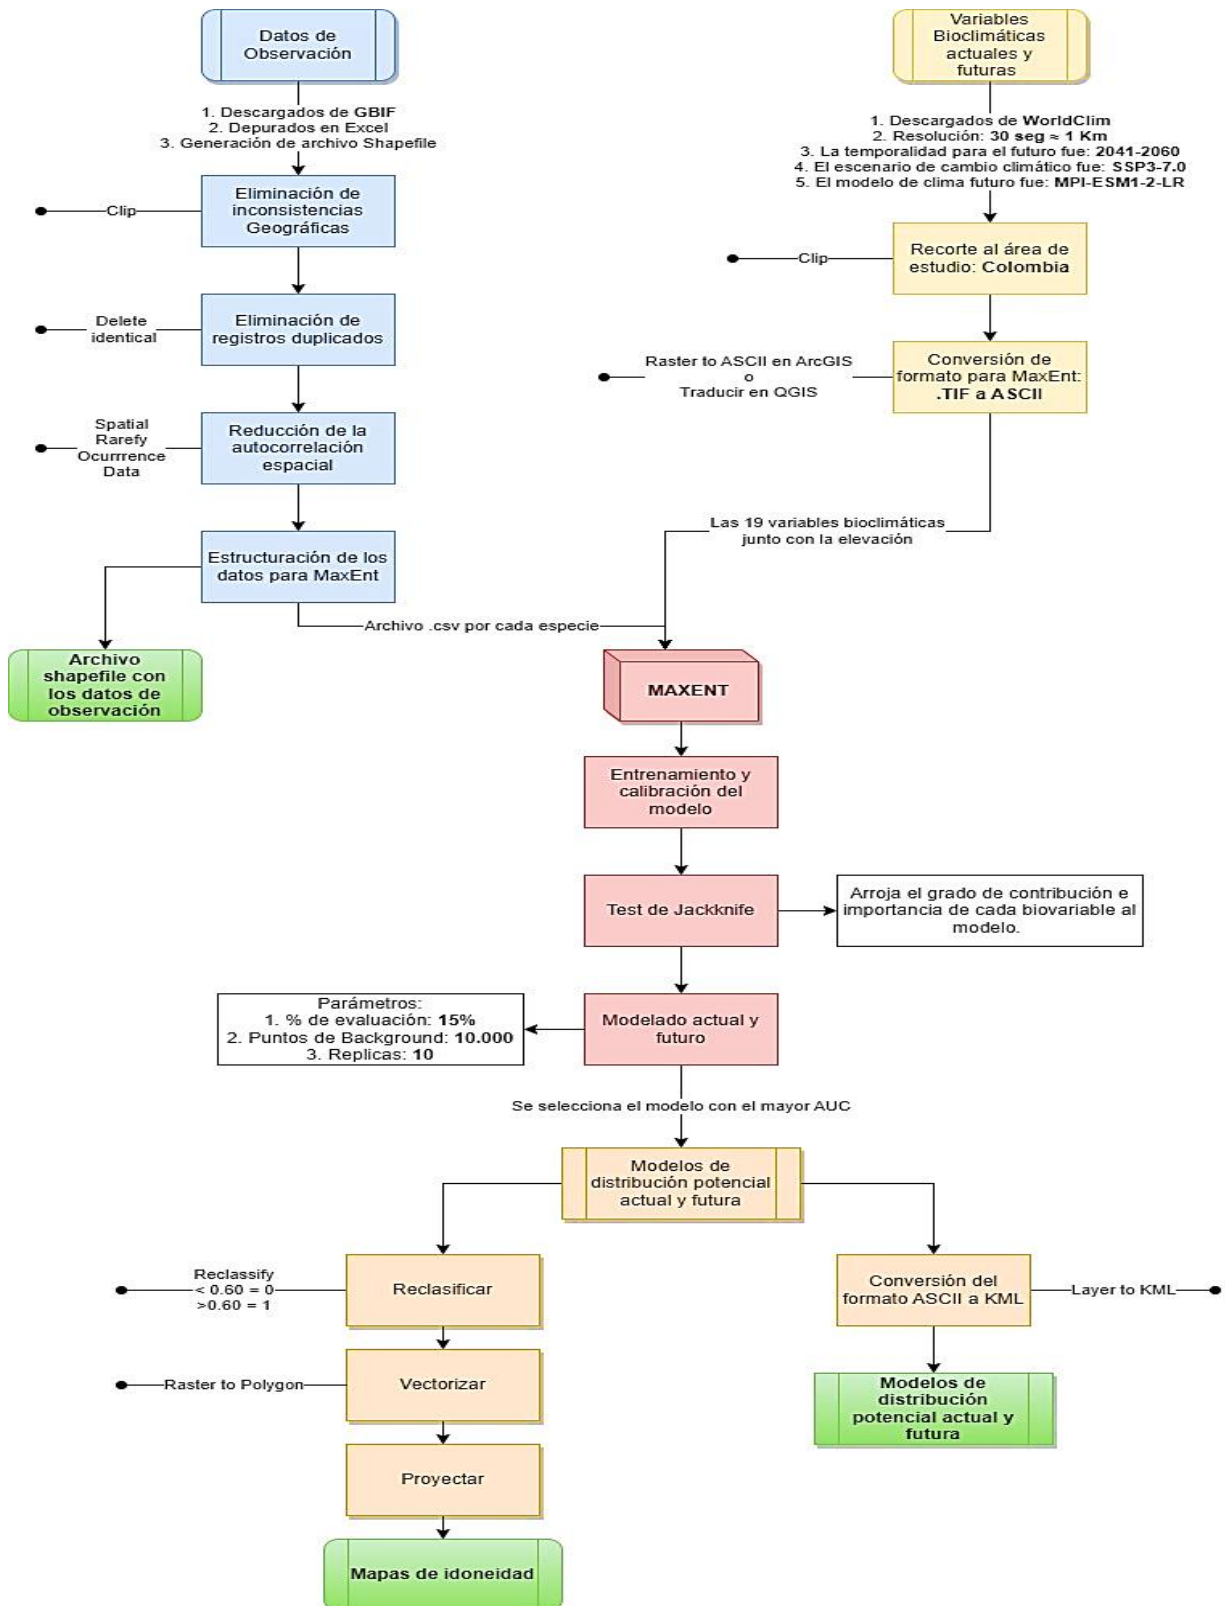 Datos de
Observación
1. Descargados de GBIF
2. Depurados en Excel
3. Generación de archivo Shapefile
Eliminación de
inconsistencias
Geográficas
Clip
Eliminación de
registros duplicados
Delete
identical
Reducción de la
autocorrelación
espacial
Spatial
Rarefy
Ocurrrence
Data
Estructuración de los
datos para MaxEnt
Archivo
shapefile con
los datos de
observación
Archivo .csv por cada especie
Variables
Bioclimáticas
actuales y
futuras
1. Descargados de WorldClim
2. Resolución: 30 seg ≈ 1 Km
3. La temporalidad para el futuro fue: 2041-2060
4. El escenario de cambio climático fue: SSP3-7.0
5. El modelo de clima futuro fue: MPI-ESM1-2-LR
Recorte al área de
estudio: Colombia
Clip
Conversión de
formato para MaxEnt:
.TIF a ASCII
Raster to ASCII en ArcGIS
o
Traducir en QGIS
Las 19 variables bioclimáticas
junto con la elevación
MAXENT
Entrenamiento y
calibración del
modelo
Test de Jackknife
Arroja el grado de contribución e
importancia de cada biovariable al
modelo.
Modelado actual y
futuro
Parámetros:
1. % de evaluación: 15%
2. Puntos de Background: 10.000
3. Replicas: 10
Se selecciona el modelo con el mayor AUC
Modelos de
distribución potencial
actual y futura
Reclasificar
Reclassify
< 0.60 = 0
>0.60 = 1
Vectorizar
Raster to Polygon
Proyectar
Mapas de idoneidad
Conversión del
formato ASCII a KML
Layer to KML
Modelos de
distribución
potencial actual y
futura